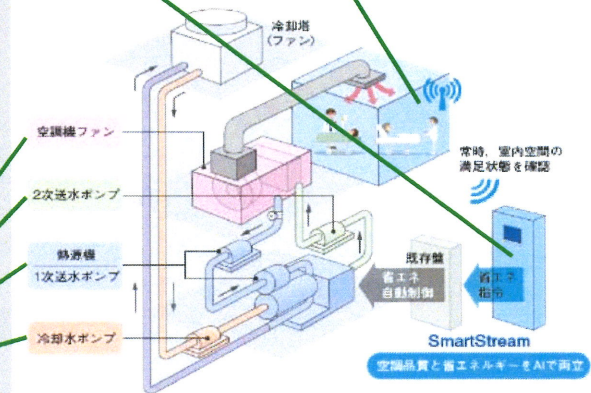 冷却塔
(ファン)
空調機ファン
常時，室内空間の
満足状態を確認
2次送水ポンプ
熱源機
1次送水ポンプ
既存盤
省エネ
自動制御
省エネ
指令
冷却水ポンプ
SmartStream
空調品質と省エネルギーをAIで両立